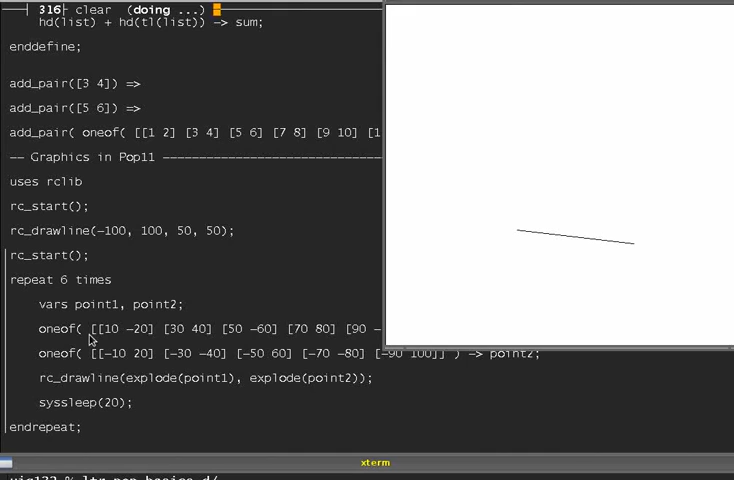 316 clear (doing ...)
hd(list) + hd(tl(list)) -> sum;
enddefine;
add_pair([3 4]) =>
add_pair([5 6]) =>
add_pair( oneof( [[1 2] [3 4] [5 6] [7 8] [9 10] [1
-- Graphics in Pop11 --------------------------------
uses rclib
rc_start();
rc_drawline(-100, 100, 50, 50);
rc_start();
repeat 6 times
vars point1, point2;
oneof( [[10 -20] [30 40] [50 -60] [70 80] [90 -
oneof( [[-10 20] [-30 -40] [-50 60] [-70 -80] [-90 100]] ) -> point2;
rc_drawline(explode(point1), explode(point2));
syssleep(20);
endrepeat;
xterm